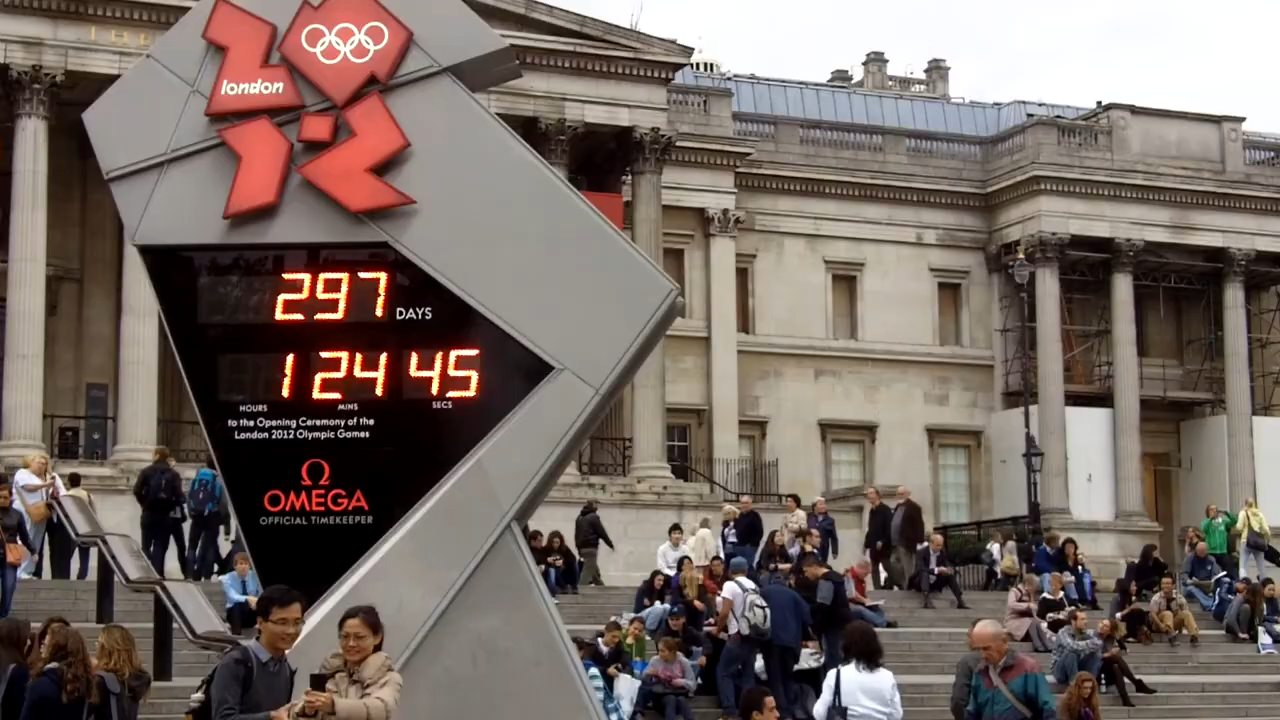 london
297 DAYS
1 24 45
HOURS MINS SECS
to the Opening Ceremony of the
London 2012 Olympic Games
Ω
OMEGA
OFFICIAL TIMEKEEPER